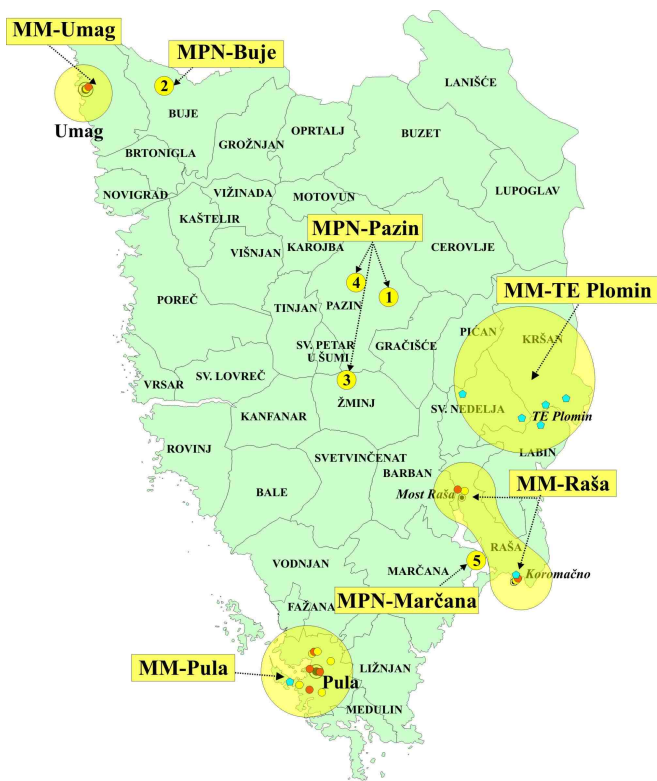 MM-Umag
MPN-Buje
2
LANIŠĆE
Umag
BUJE
OPRTALJ
BUZET
GROŽNJAN
BRTONIGLA
LUPOGLAV
NOVIGRAD
VIŽINADA
MOTOVUN
KAŠTELIR
MPN-Pazin
VIŠNJAN
KAROJBA
CEROVLJE
4
MM-TE Plomin
1
POREČ
TINJAN
PAZIN
PIĆAN
KRŠAN
SV. PETAR
U ŠUMI
GRAČIŠĆE
SV. LOVREČ
3
VRSAR
ŽMINJ
SV. NEDELJA
TE Plomin
KANFANAR
ROVINJ
SVETVINČENAT
LABIN
BARBAN
MM-Raša
BALE
Most Raša
RAŠA
VODNJAN
MARČANA
5
Koromačno
MPN-Marčana
FAŽANA
MM-Pula
LIŽNJAN
Pula
MEDULIN